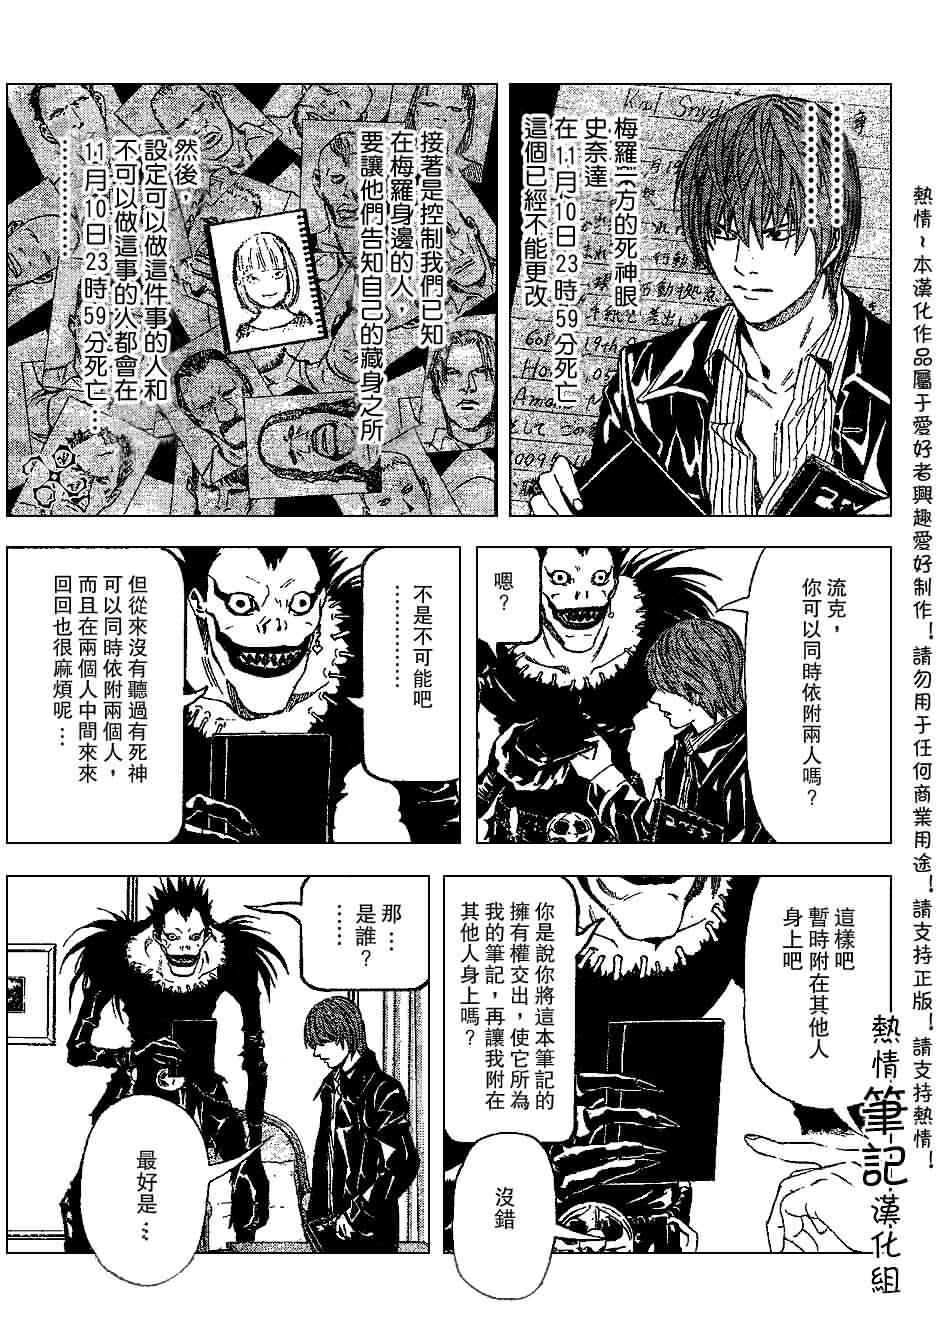 …………
…………
梅羅一方的死神眼
史奈達
在11月10日23時59分死亡
這個已經不能更改
接著是控制我們已知
在梅羅身邊的人，
要讓他們告知自己的藏身之所
然後，
設定可以做這件事的人和
不可以做這事的人都會在
11月10日23時59分死亡…
…………
流克，
你可以同時依附兩人嗎？
嗯？
不是不可能吧
…………
但從來沒有聽過有死神
可以同時依附兩個人，
而且在兩個人中間來來
回回也很麻煩呢…
這樣吧
暫時附在其他人
身上吧
你是說你將這本筆記的
擁有權交出，使它所為
我的筆記，再讓我附在
其他人身上嗎？
沒錯
那…
是誰？
……
最好是…
熱情~本漢化作品屬于愛好者興趣愛好制作！請勿用于任何商業用途！請支持正版！請支持熱情！
熱情筆記漢化組